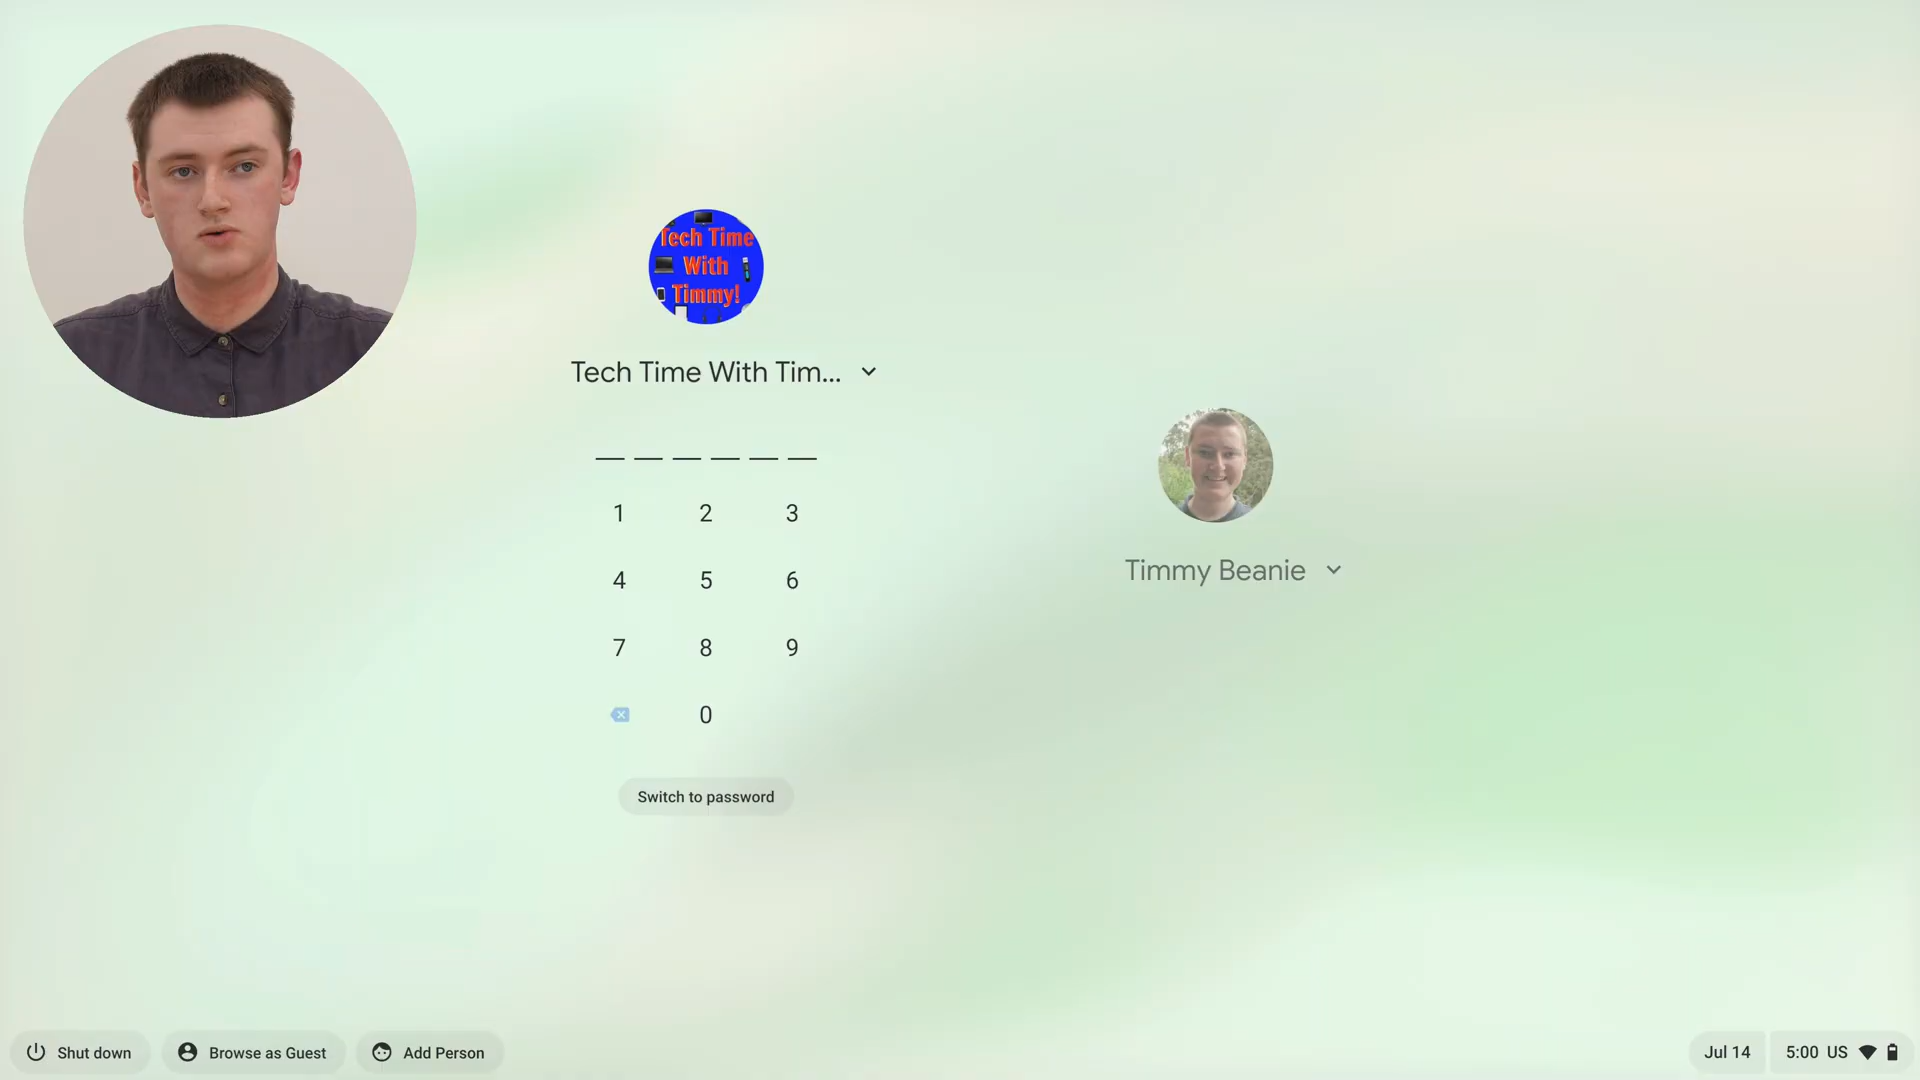 Tech Time
With
Timmy!
Tech Time With Tim...
Timmy Beanie
1 2 3
4 5 6
7 8 9
0
Switch to password
Shut down
Browse as Guest
Add Person
Jul 14
5:00 US